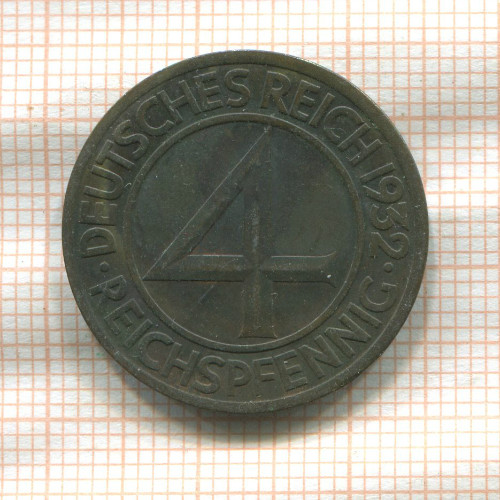 DEUTSCHES REICH 1932
4
· REICHSPFENNIG ·